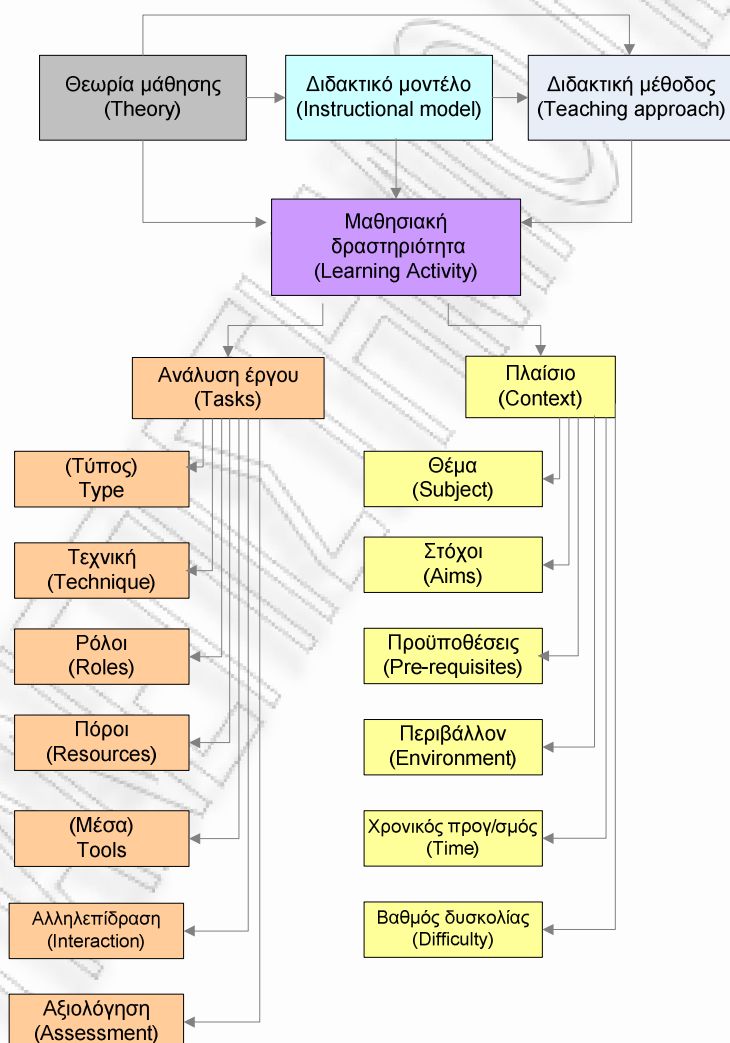 Θεωρία μάθησης
(Theory)
Διδακτικό μοντέλο
(Instructional model)
Διδακτική μέθοδος
(Teaching approach)
Μαθησιακή
δραστηριότητα
(Learning Activity)
Ανάλυση έργου
(Tasks)
Πλαίσιο
(Context)
(Τύπος)
Type
Τεχνική
(Technique)
Ρόλοι
(Roles)
Πόροι
(Resources)
(Μέσα)
Tools
Αλληλεπίδραση
(Interaction)
Αξιολόγηση
(Assessment)
Θέμα
(Subject)
Στόχοι
(Aims)
Προϋποθέσεις
(Pre-requisites)
Περιβάλλον
(Environment)
Χρονικός προγ/σμός
(Time)
Βαθμός δυσκολίας
(Difficulty)